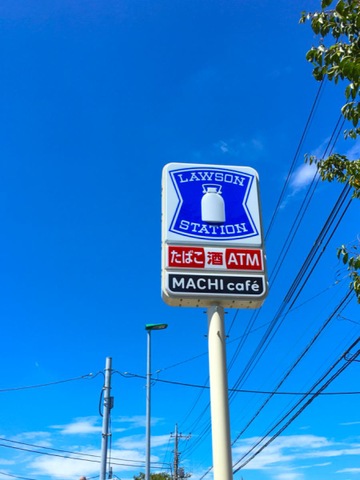 LAWSON
STATION
たばこ 酒 ATM
MACHI café